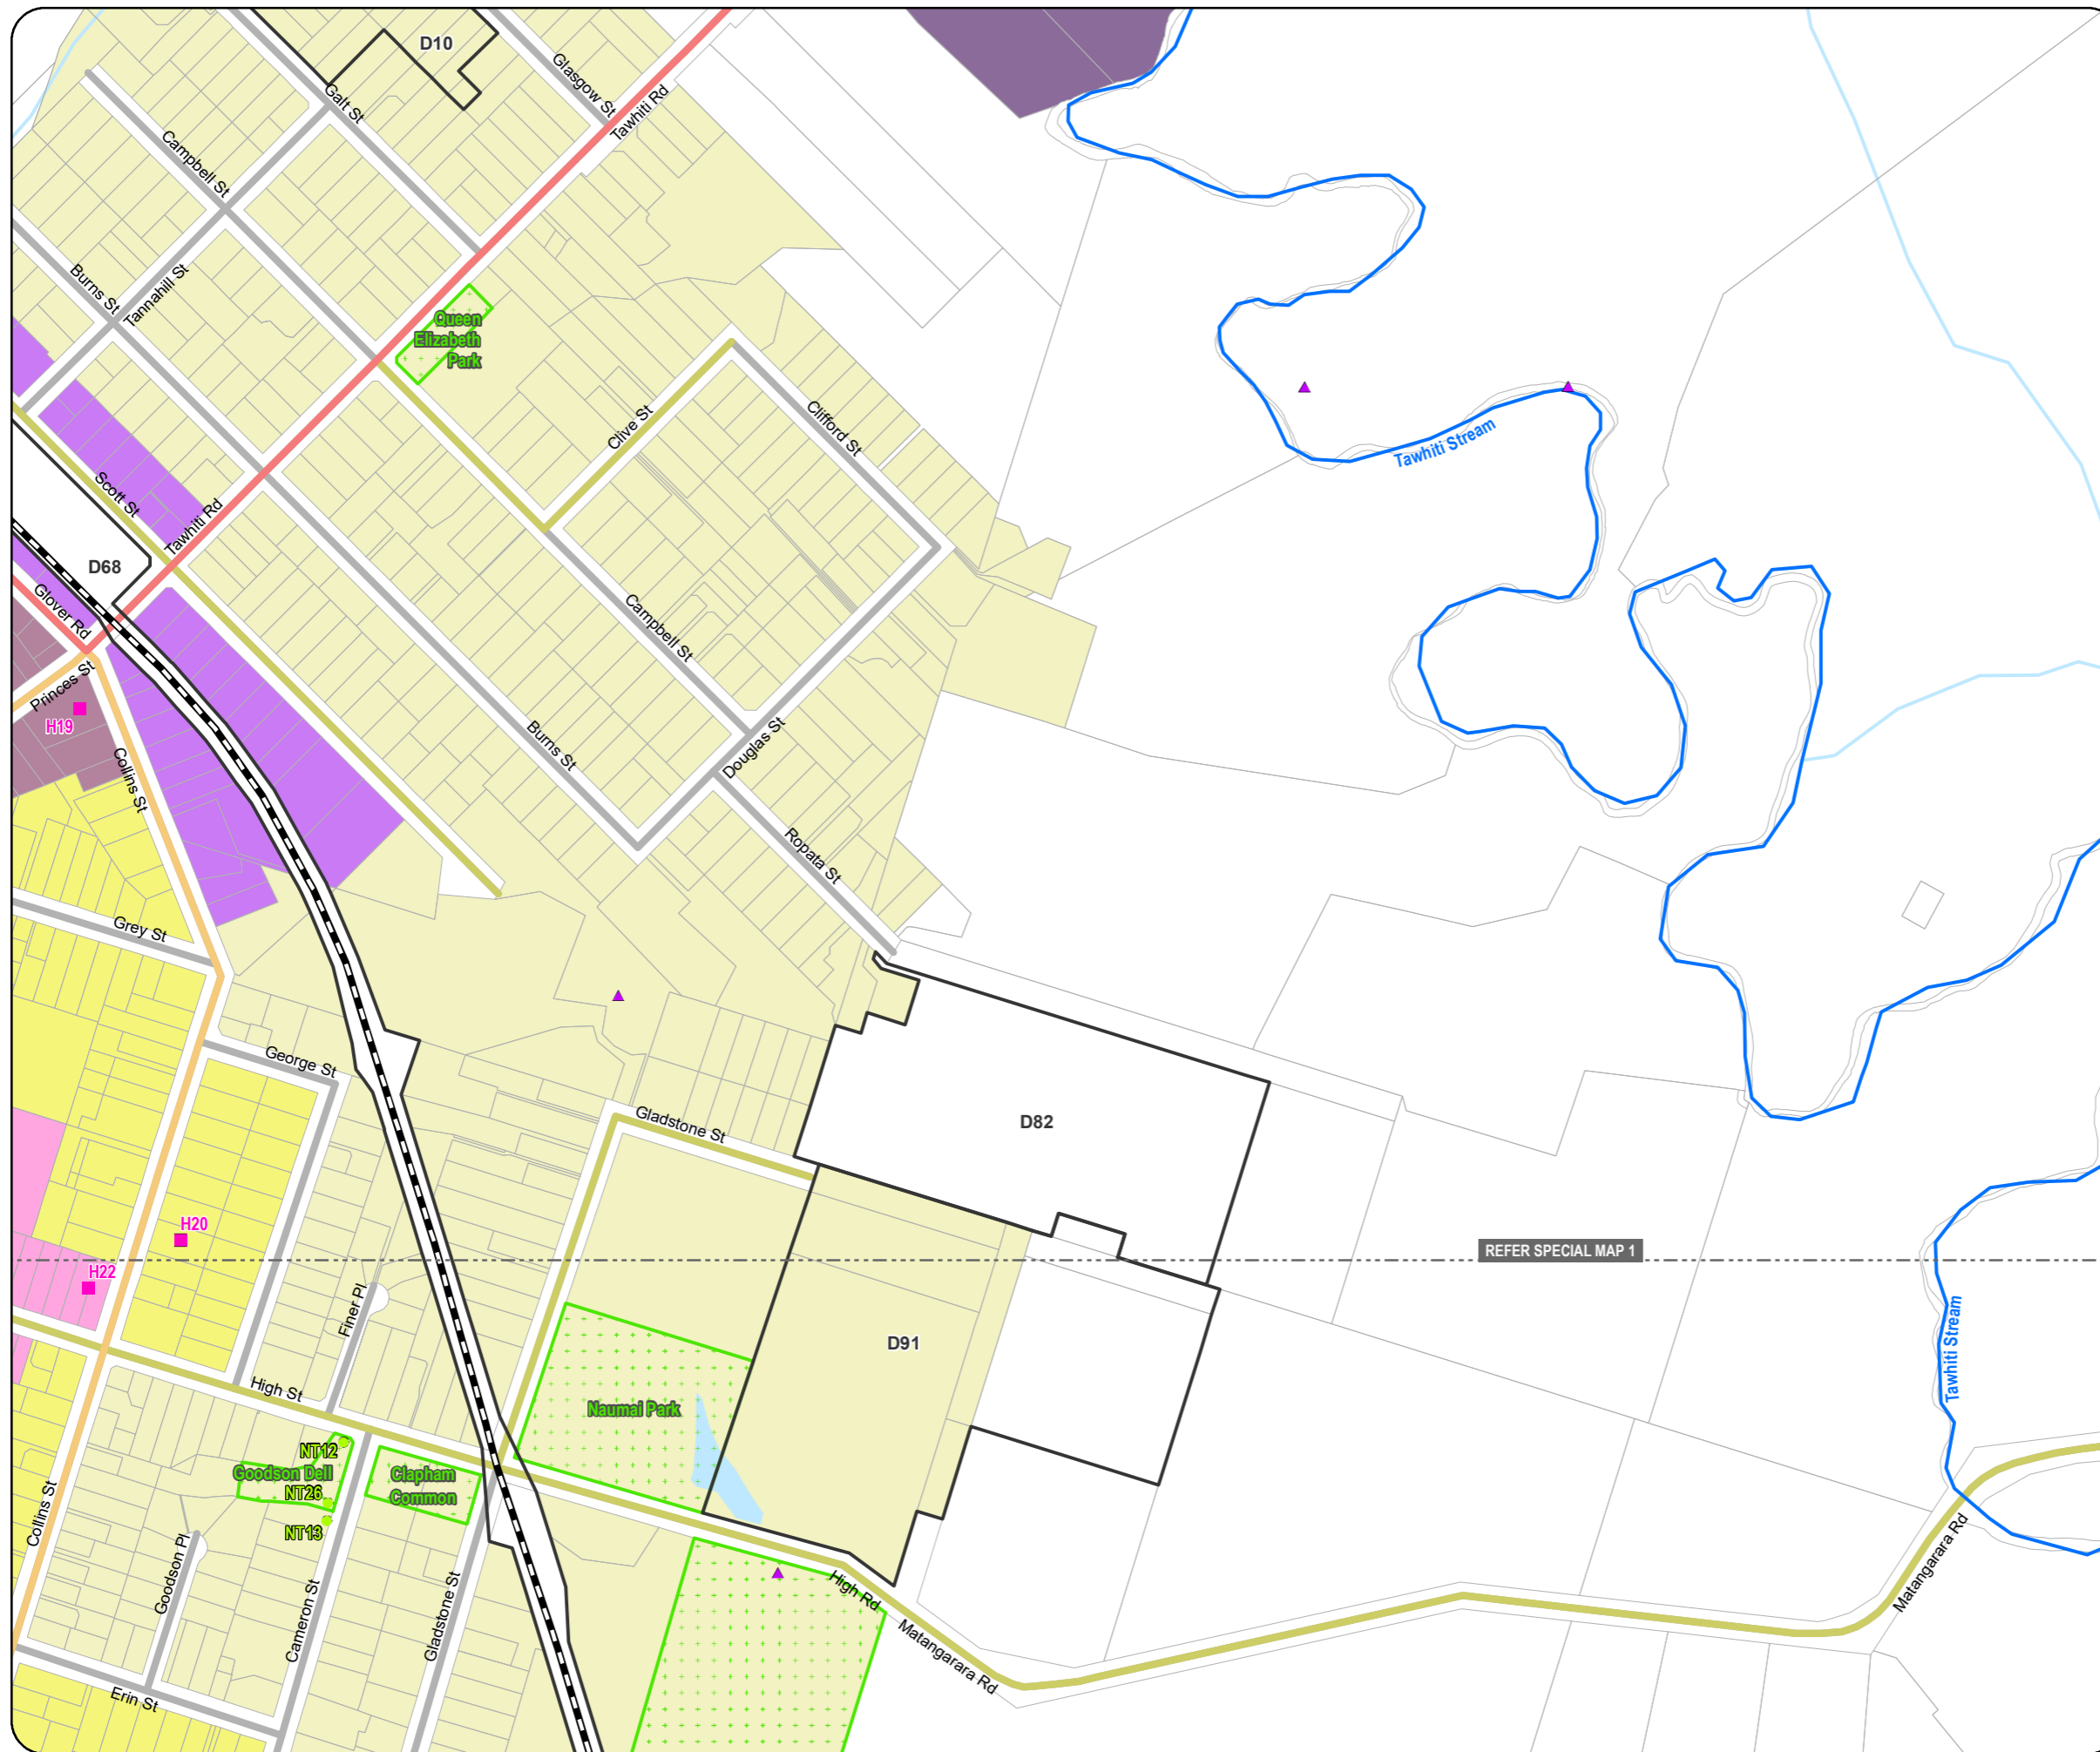 D10
Glasgow St
Tawhiti Rd
Galt St
Campbell St
Burns St
Tannahill St
Queen
Elizabeth
Park
Clive St
Clifford St
Tawhiti Stream
Scott St
Tawhiti Rd
D68
Glover Rd
Princes St
H19
Collins St
Campbell St
Burns St
Douglas St
Ropata St
Grey St
George St
Gladstone St
D82
H20
REFER SPECIAL MAP 1
H22
Finer Pl
D91
Tawhiti Stream
High St
Naumai Park
NT12
Goodson Dell
NT26
NT13
Clapham
Common
Collins St
Goodson Pl
Cameron St
Gladstone St
High Rd
Matangarara Rd
Matangarara Rd
Erin St